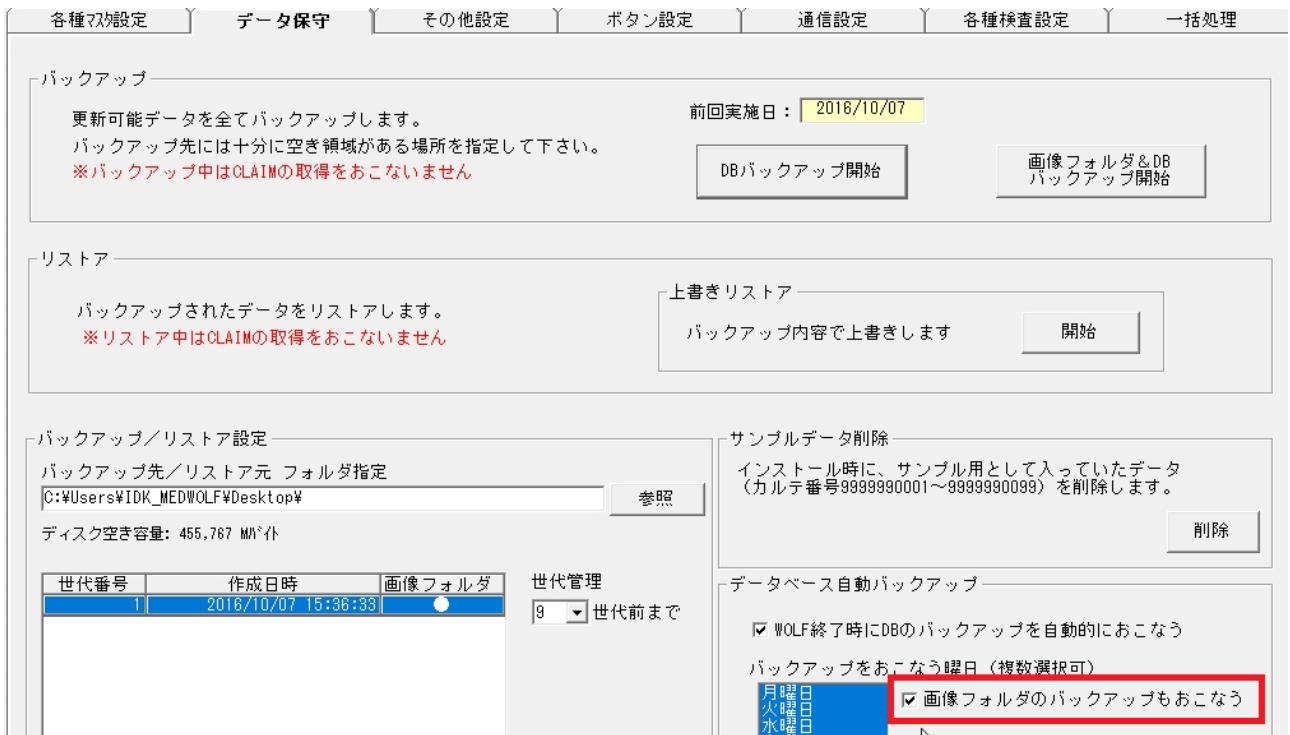 各種ﾏｽﾀ設定 データ保守 その他設定 ボタン設定 通信設定 各種検査設定 一括処理
バックアップ
更新可能データを全てバックアップします。
バックアップ先には十分に空き領域がある場所を指定して下さい。
※バックアップ中はCLAIMの取得をおこないません
前回実施日： 2016/10/07
DBバックアップ開始
画像フォルダ&DB
バックアップ開始
リストア
バックアップされたデータをリストアします。
※リストア中はCLAIMの取得をおこないません
上書きリストア
バックアップ内容で上書きします 開始
バックアップ／リストア設定
バックアップ先／リストア元 フォルダ指定
C:¥Users¥IDK_MEDWOLF¥Desktop¥ 参照
ディスク空き容量: 455,767 Mﾊﾞｲﾄ
世代番号 作成日時 画像フォルダ
1 2016/10/07 15:36:33 ●
世代管理
9 世代前まで
サンプルデータ削除
インストール時に、サンプル用として入っていたデータ
（カルテ番号9999990001～9999990099）を削除します。
削除
データベース自動バックアップ
WOLF終了時にDBのバックアップを自動的におこなう
バックアップをおこなう曜日（複数選択可）
月曜日
火曜日
水曜日
画像フォルダのバックアップもおこなう